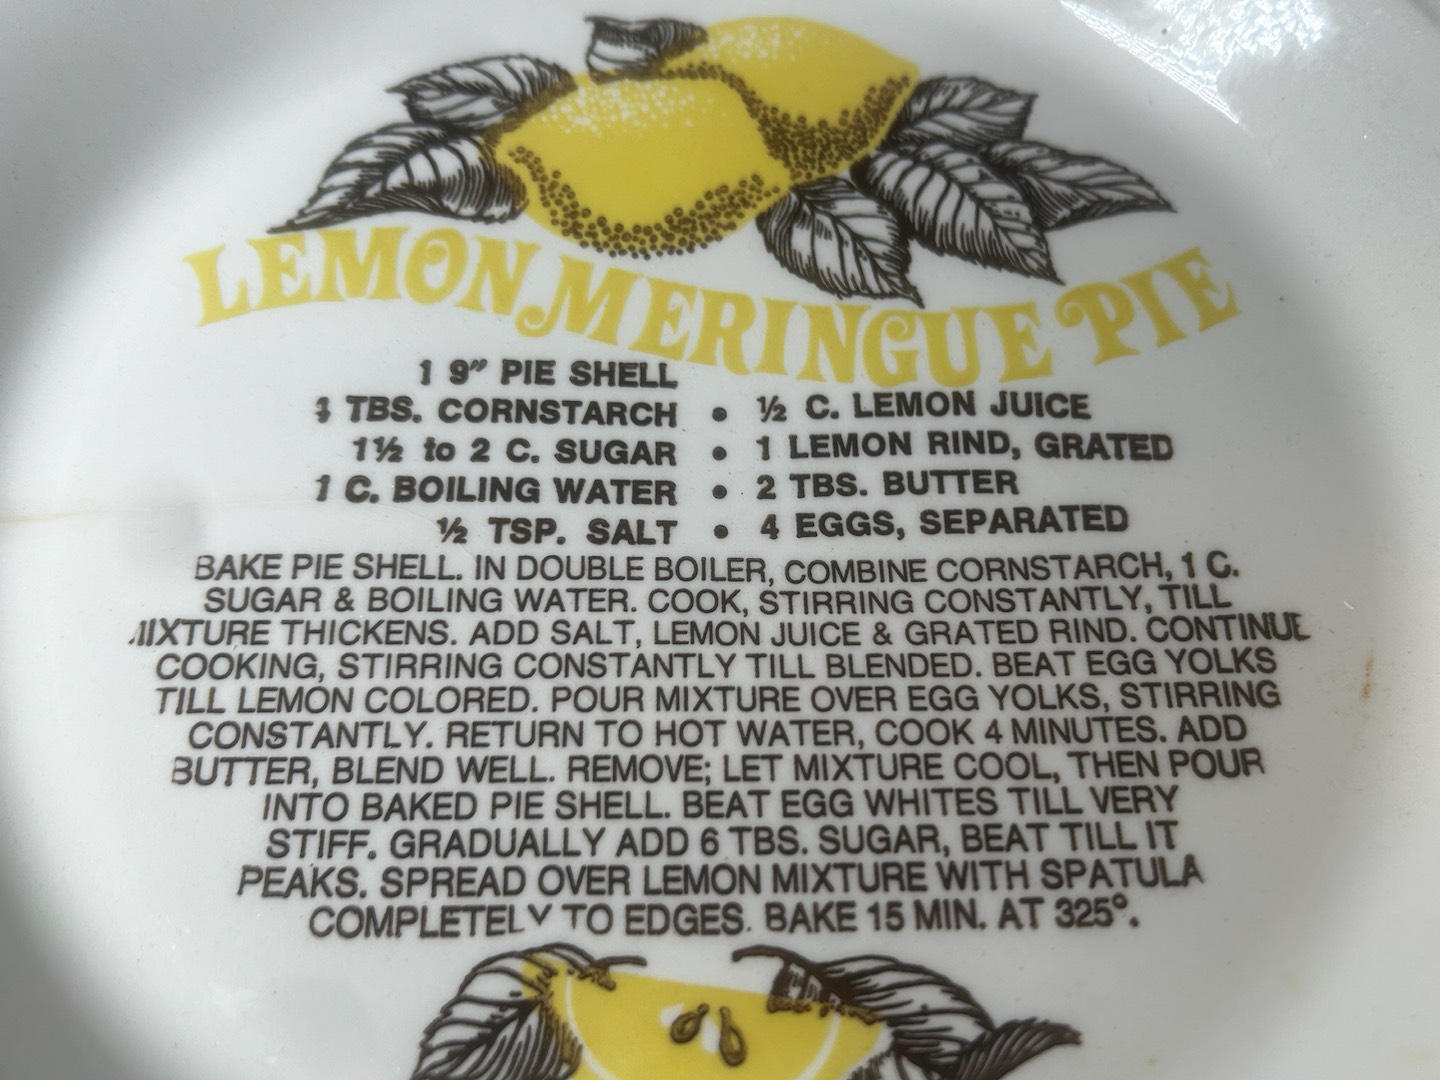 LEMON MERINGUE PIE
1 9" PIE SHELL
TBS. CORNSTARCH • ½ C. LEMON JUICE
1½ to 2 C. SUGAR • 1 LEMON RIND, GRATED
1 C. BOILING WATER • 2 TBS. BUTTER
½ TSP. SALT • 4 EGGS, SEPARATED
BAKE PIE SHELL. IN DOUBLE BOILER, COMBINE CORNSTARCH, 1 C.
SUGAR & BOILING WATER. COOK, STIRRING CONSTANTLY, TILL
MIXTURE THICKENS. ADD SALT, LEMON JUICE & GRATED RIND. CONTINUE
COOKING, STIRRING CONSTANTLY TILL BLENDED. BEAT EGG YOLKS
TILL LEMON COLORED. POUR MIXTURE OVER EGG YOLKS, STIRRING
CONSTANTLY. RETURN TO HOT WATER, COOK 4 MINUTES. ADD
BUTTER, BLEND WELL. REMOVE; LET MIXTURE COOL, THEN POUR
INTO BAKED PIE SHELL. BEAT EGG WHITES TILL VERY
STIFF. GRADUALLY ADD 6 TBS. SUGAR, BEAT TILL IT
PEAKS. SPREAD OVER LEMON MIXTURE WITH SPATULA
COMPLETELY TO EDGES. BAKE 15 MIN. AT 325°.